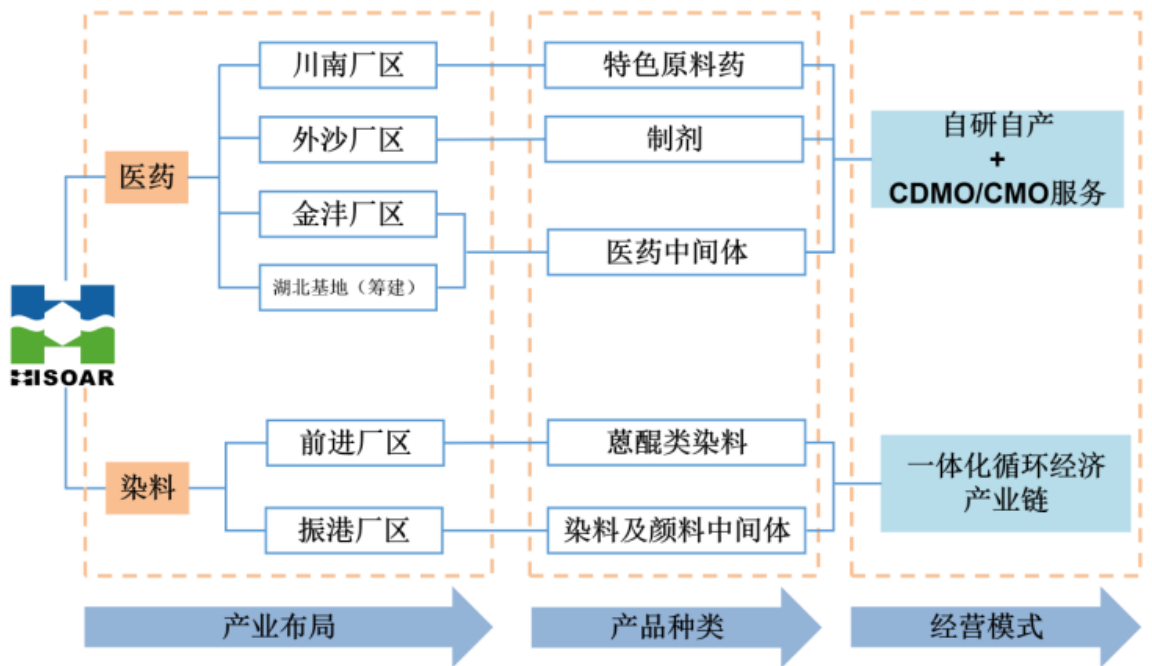 川南厂区
特色原料药
外沙厂区
制剂
自研自产
+
CDMO/CMO服务
医药
金沣厂区
医药中间体
湖北基地（筹建）
HISOAR
前进厂区
蒽醌类染料
一体化循环经济
产业链
染料
振港厂区
染料及颜料中间体
产业布局
产品种类
经营模式